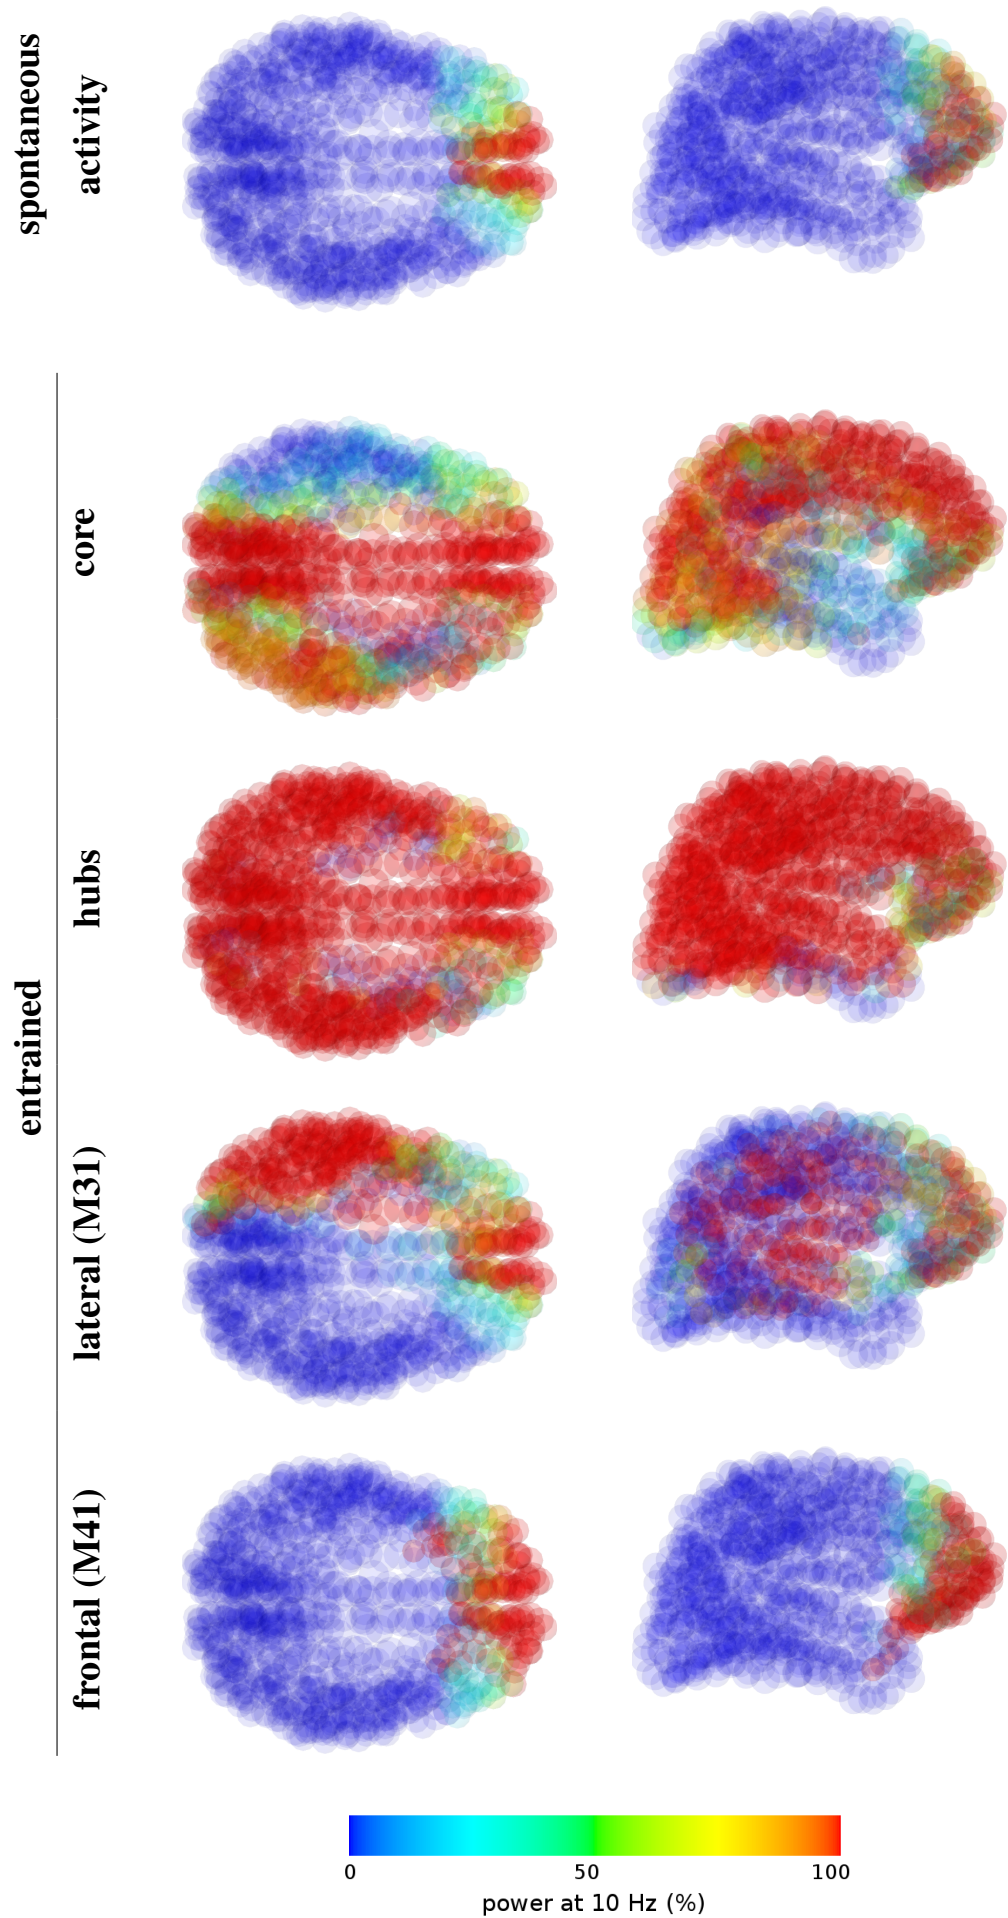 spontaneous
activity
entrained
core
hubs
lateral (M31)
frontal (M41)
0 50 100
power at 10 Hz (%)